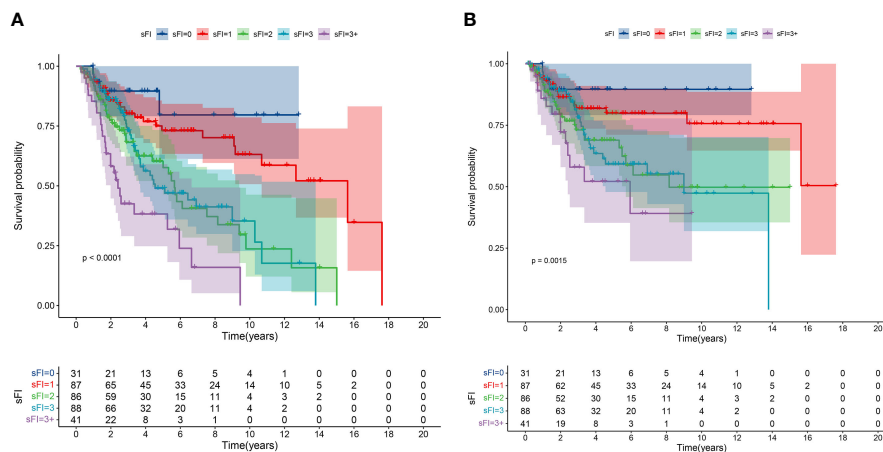 A
sFI sFI=0 sFI=1 sFI=2 sFI=3 sFI=3+
1.00
0.75
0.50
0.25
0.00
Survival probability
p < 0.0001
0 2 4 6 8 10 12 14 16 18 20
Time(years)
sFI
sFI=0 31 21 13 6 5 4 1 0 0 0 0
sFI=1 87 65 45 33 24 14 10 5 2 0 0
sFI=2 86 59 30 15 11 4 3 2 0 0 0
sFI=3 88 66 32 20 11 4 2 0 0 0 0
sFI=3+ 41 22 8 3 1 0 0 0 0 0 0
0 2 4 6 8 10 12 14 16 18 20
Time(years)
B
sFI sFI=0 sFI=1 sFI=2 sFI=3 sFI=3+
1.00
0.75
0.50
0.25
0.00
Survival probability
p = 0.0015
0 2 4 6 8 10 12 14 16 18 20
Time(years)
sFI
sFI=0 31 21 13 6 5 4 1 0 0 0 0
sFI=1 87 62 45 33 24 14 10 5 2 0 0
sFI=2 86 52 30 15 11 4 3 2 0 0 0
sFI=3 88 63 32 20 11 4 2 0 0 0 0
sFI=3+ 41 19 8 3 1 0 0 0 0 0 0
0 2 4 6 8 10 12 14 16 18 20
Time(years)